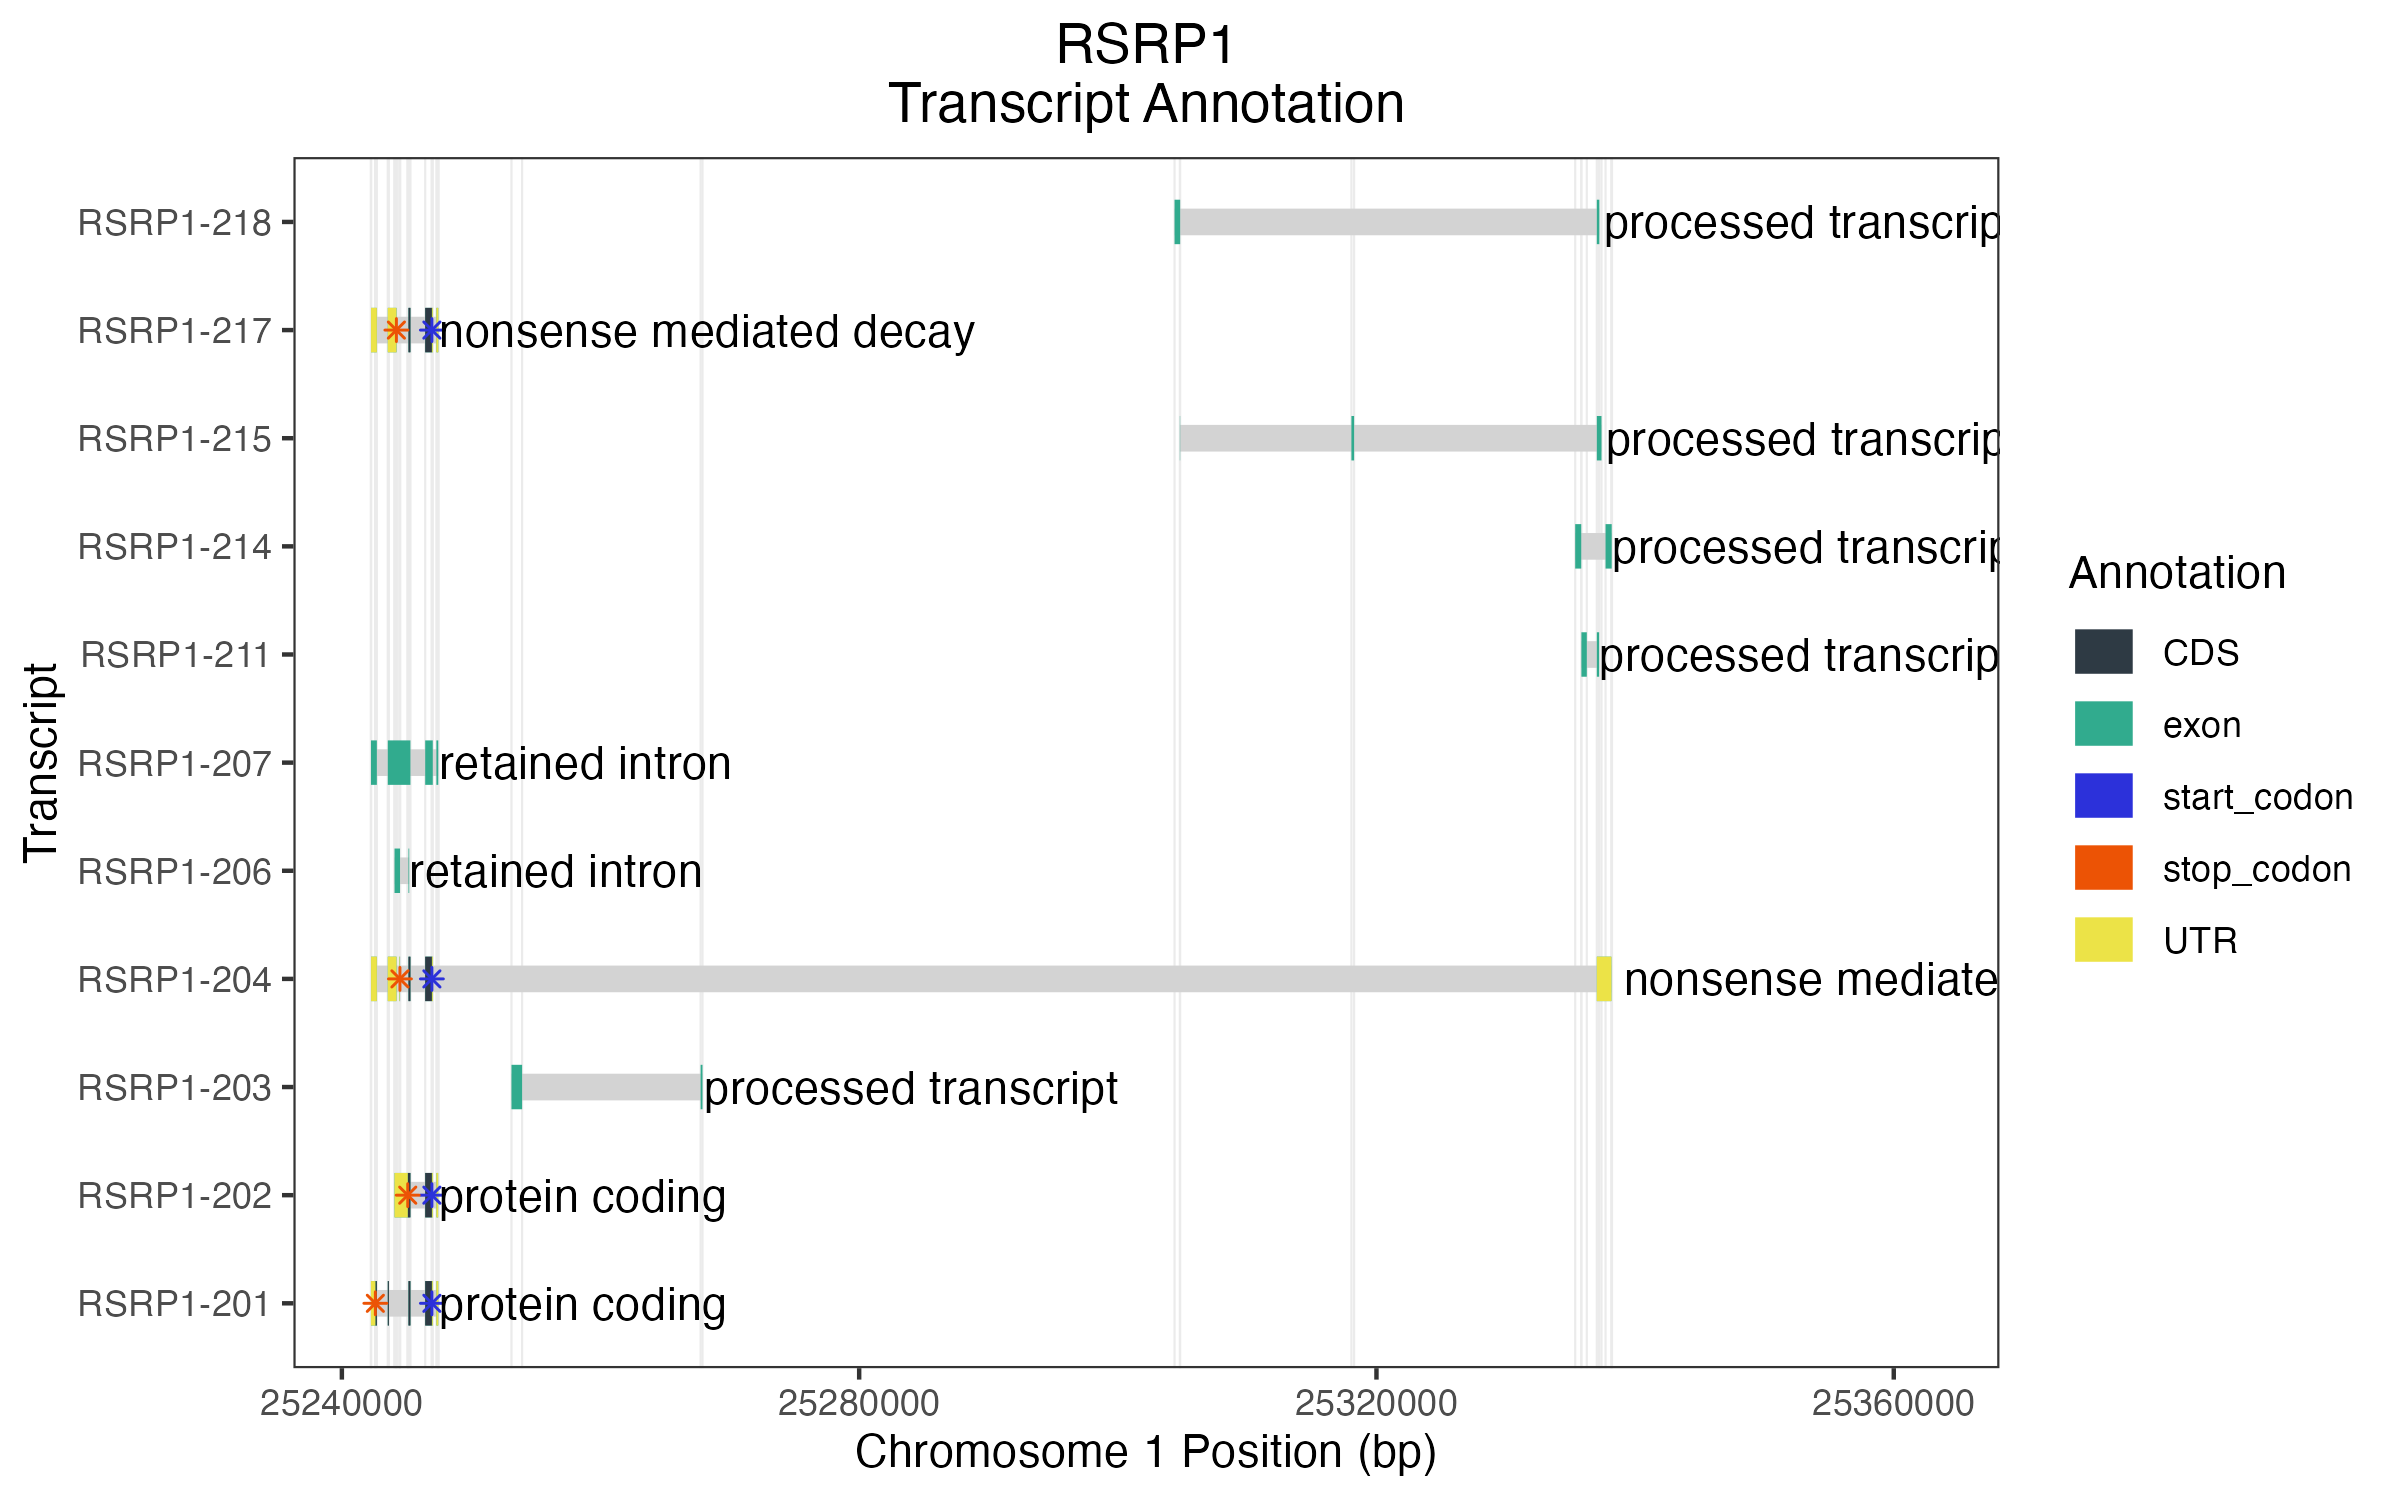 RSRP1
Transcript Annotation
RSRP1-218
processed transcrip
RSRP1-217
nonsense mediated decay
RSRP1-215
processed transcrip
RSRP1-214
processed transcrip
RSRP1-211
processed transcrip
RSRP1-207
retained intron
RSRP1-206
retained intron
RSRP1-204
nonsense mediate
RSRP1-203
processed transcript
RSRP1-202
protein coding
RSRP1-201
protein coding
Transcript
25240000
25280000
25320000
25360000
Chromosome 1 Position (bp)
Annotation
CDS
exon
start_codon
stop_codon
UTR